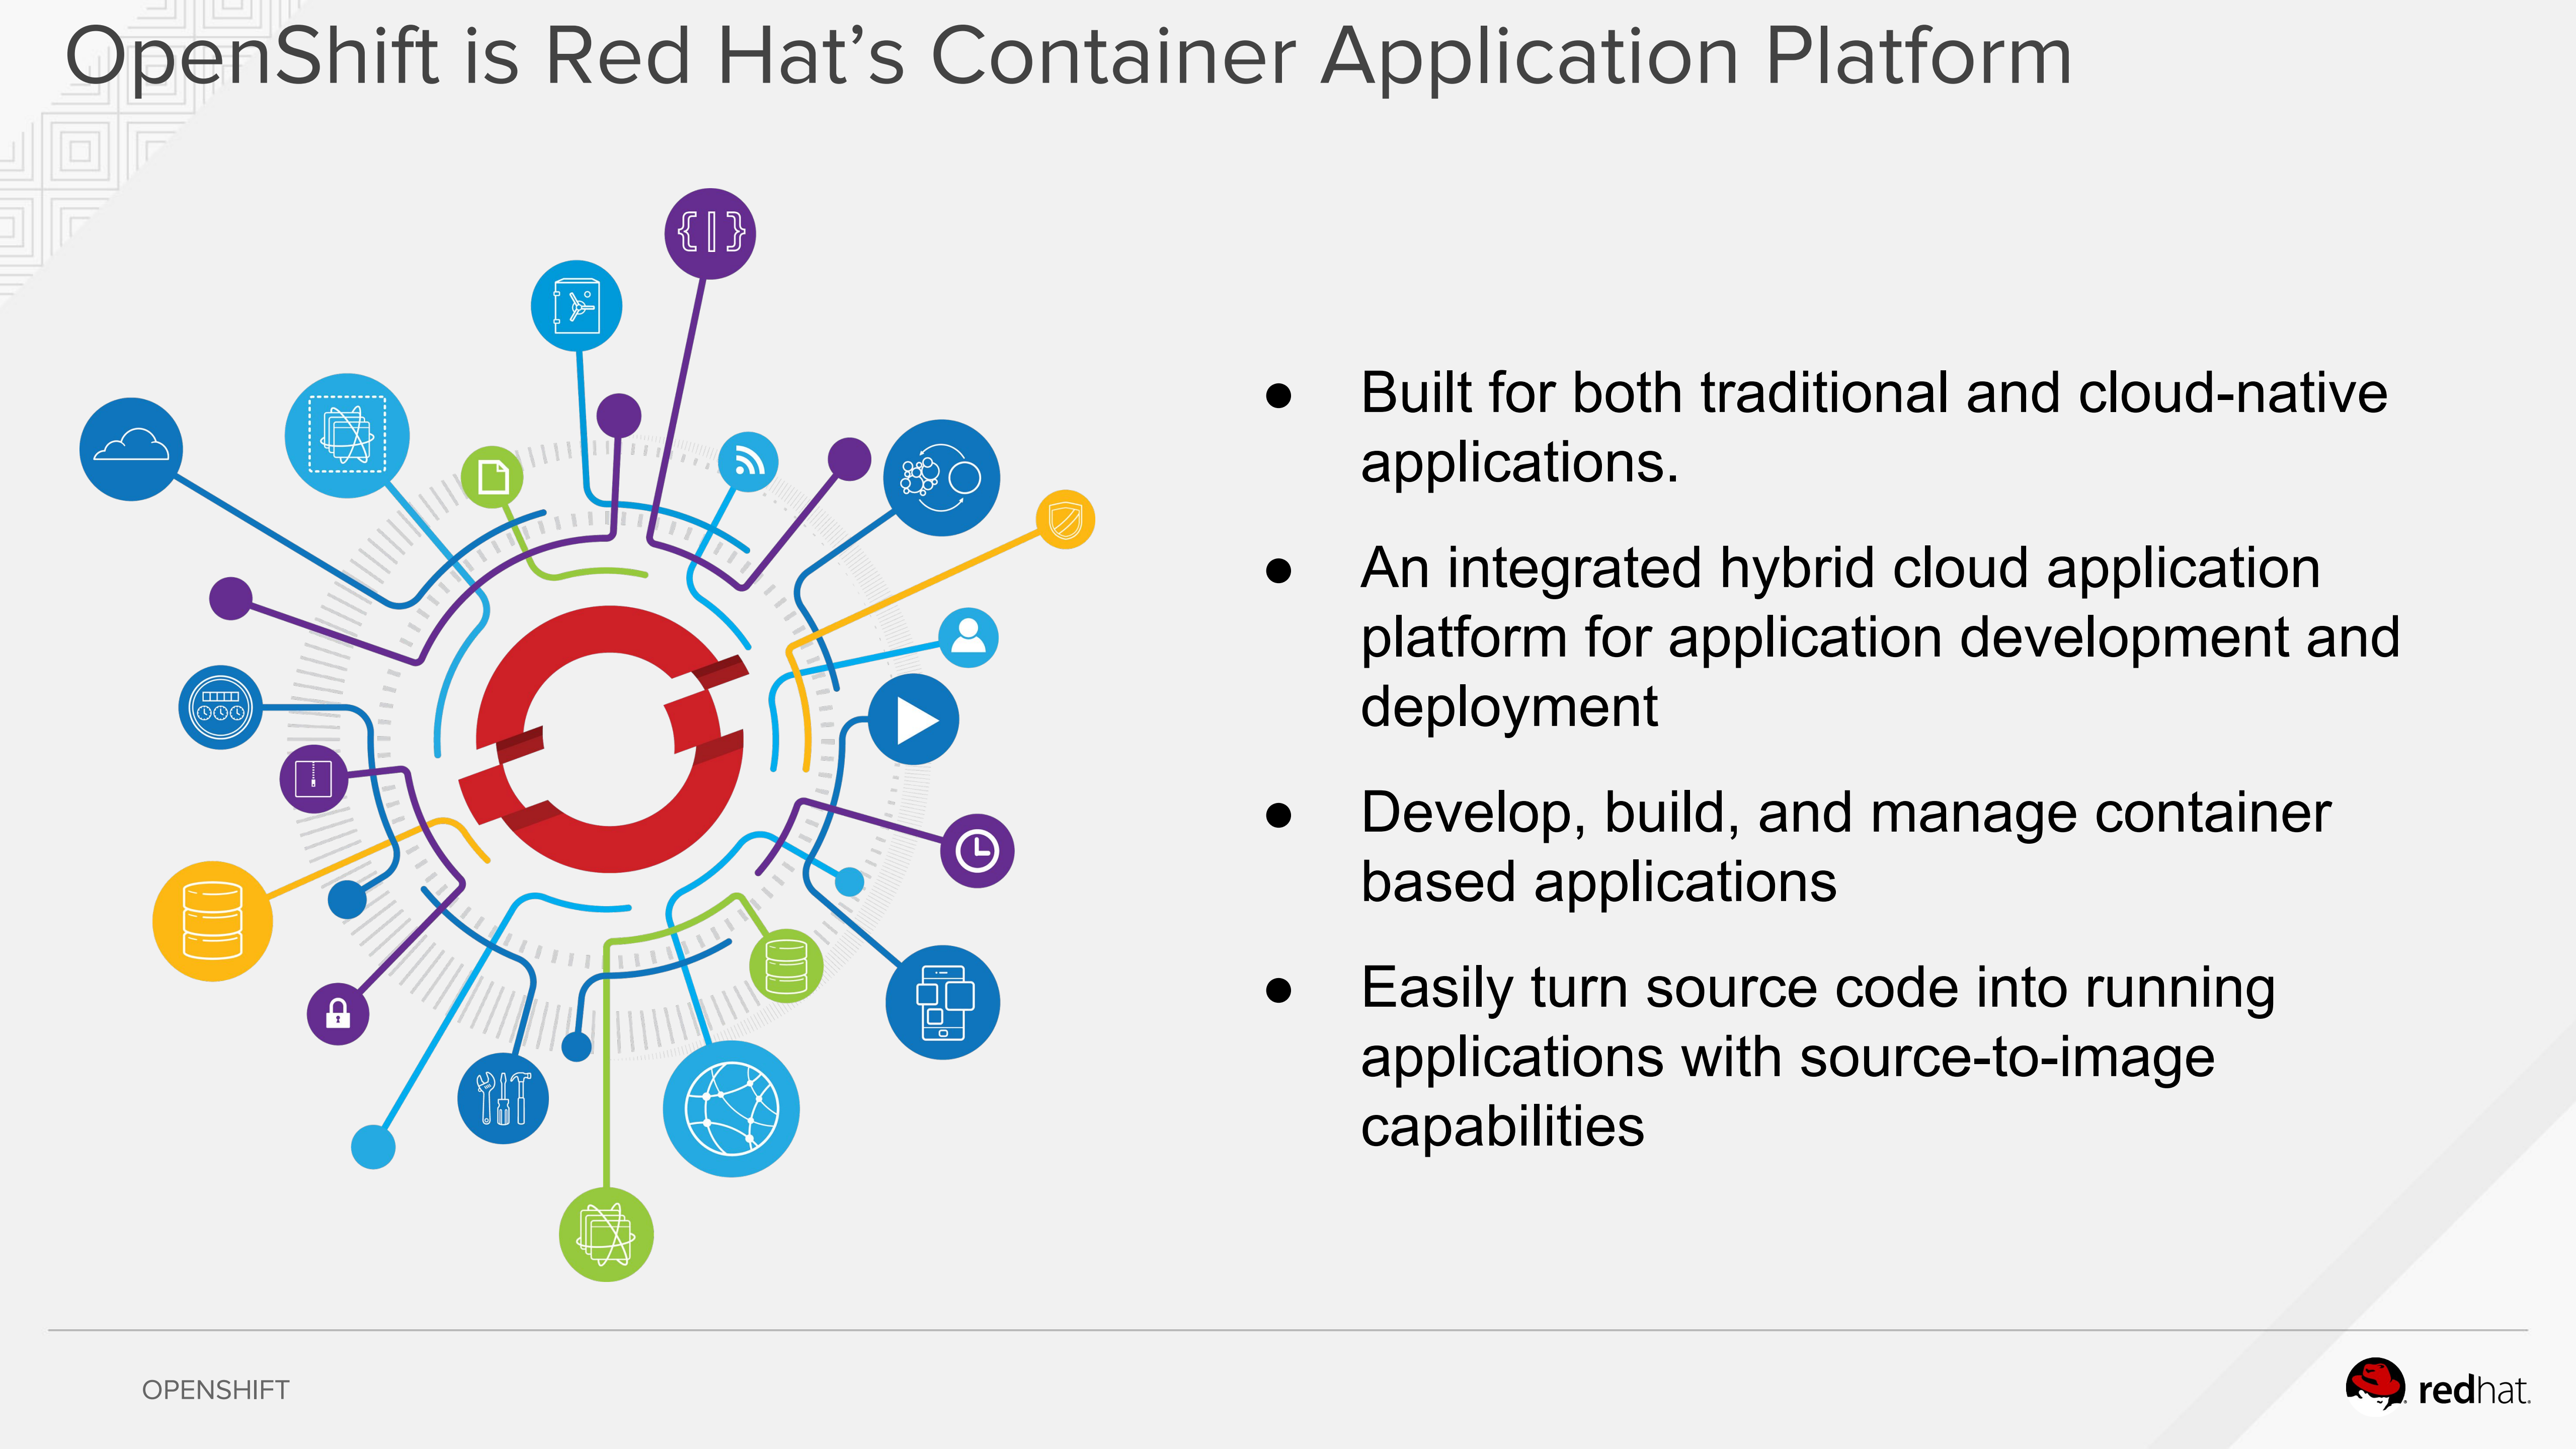 OpenShift is Red Hat’s Container Application Platform
● Built for both traditional and cloud-native
applications.
● An integrated hybrid cloud application
platform for application development and
deployment
● Develop, build, and manage container
based applications
● Easily turn source code into running
applications with source-to-image
capabilities
OPENSHIFT
redhat.